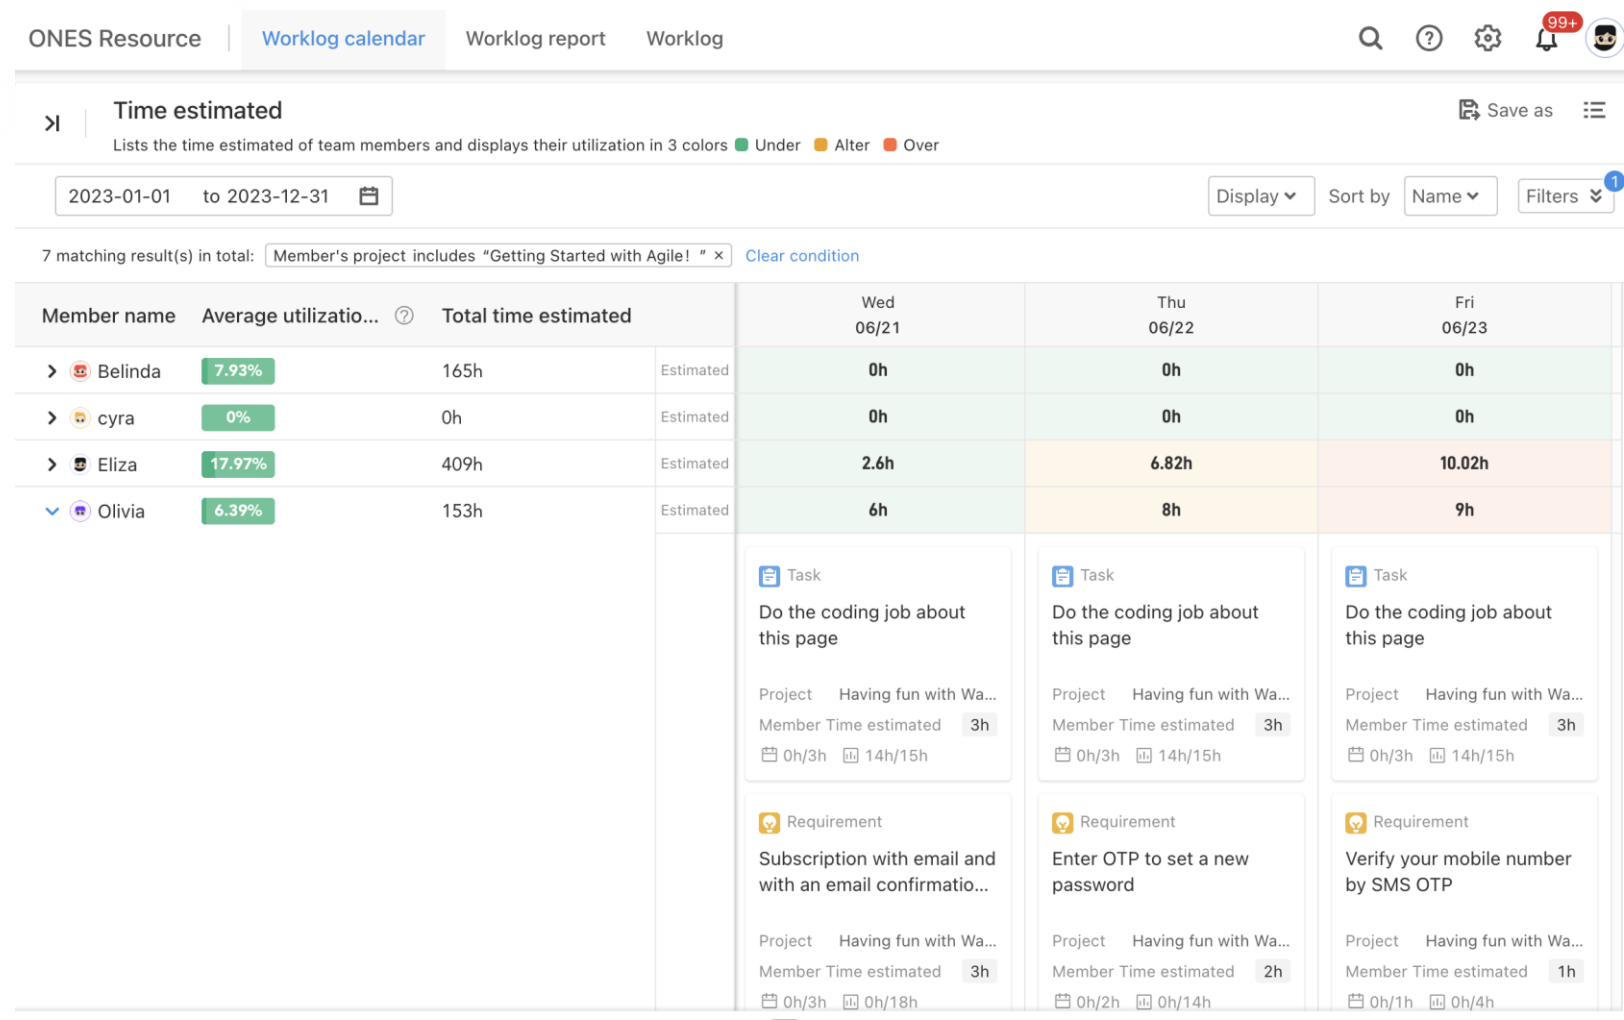 ONES Resource
Worklog calendar
Worklog report
Worklog
99+
Time estimated
Save as
Lists the time estimated of team members and displays their utilization in 3 colors Under Alter Over
2023-01-01 to 2023-12-31
Display
Sort by
Name
Filters
1
7 matching result(s) in total: Member's project includes “Getting Started with Agile! ” × Clear condition
Member name Average utilizatio... ? Total time estimated
Wed
06/21
Thu
06/22
Fri
06/23
Belinda 7.93% 165h Estimated 0h 0h 0h
cyra 0% 0h Estimated 0h 0h 0h
Eliza 17.97% 409h Estimated 2.6h 6.82h 10.02h
Olivia 6.39% 153h Estimated 6h 8h 9h
Task
Do the coding job about
this page
Project Having fun with Wa...
Member Time estimated 3h
0h/3h 14h/15h
Task
Do the coding job about
this page
Project Having fun with Wa...
Member Time estimated 3h
0h/3h 14h/15h
Task
Do the coding job about
this page
Project Having fun with Wa...
Member Time estimated 3h
0h/3h 14h/15h
Requirement
Subscription with email and
with an email confirmatio...
Project Having fun with Wa...
Member Time estimated 3h
0h/3h 0h/18h
Requirement
Enter OTP to set a new
password
Project Having fun with Wa...
Member Time estimated 2h
0h/2h 0h/14h
Requirement
Verify your mobile number
by SMS OTP
Project Having fun with Wa...
Member Time estimated 1h
0h/1h 0h/4h